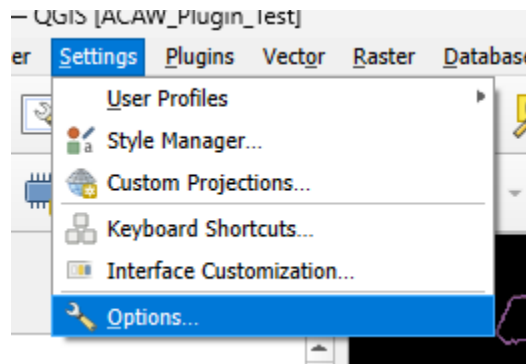 — QGIS [ACAW_Plugin_Test]
er Settings Plugins Vector Raster Databas
User Profiles
Style Manager...
Custom Projections...
Keyboard Shortcuts...
Interface Customization...
Options...